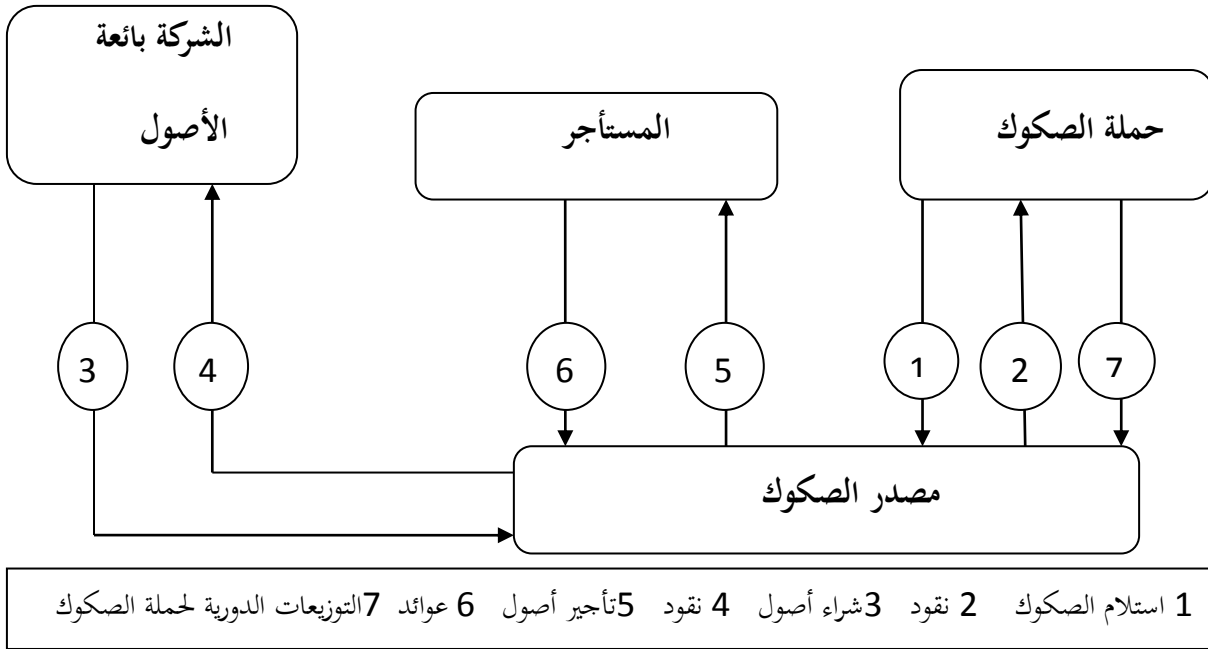 حملة الصكوك
المستأجر
الشركة بائعة
الأصول
1
2
7
6
5
3
4
مصدر الصكوك
1 استلام الصكوك 2 نقود 3شراء أصول 4 نقود 5تأجير أصول 6 عوائد 7التوزيعات الدورية لحملة الصكوك